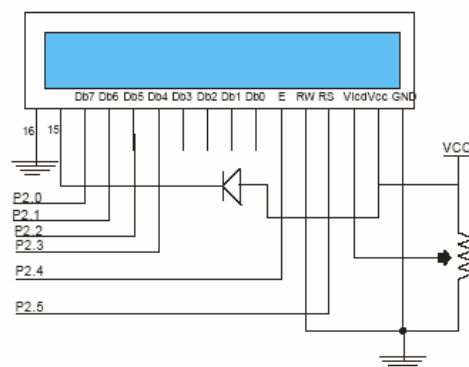 Db7 Db6 Db5 Db4 Db3 Db2 Db1 Db0 E RW RS Vlcd Vcc GND
16 15
VCC
P2.0
P2.1
P2.2
P2.3
P2.4
P2.5